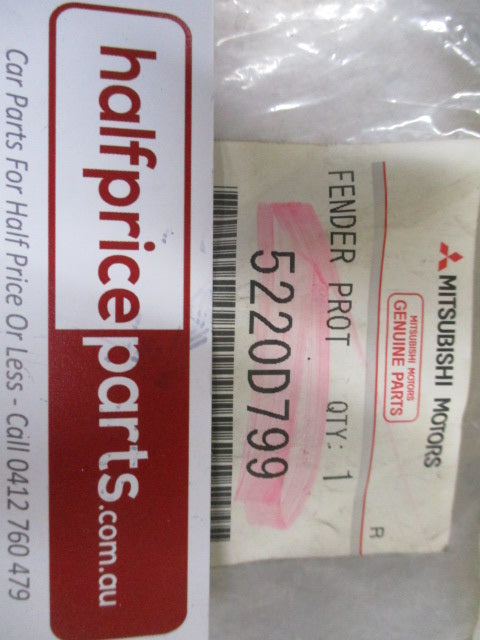 MITSUBISHI MOTORS
MITSUBISHI MOTORS
GENUINE PARTS
R
FENDER PROT QTY: 1
5220D799
halfpriceparts.com.au
Car Parts For Half Price Or Less - Call 0412 760 479